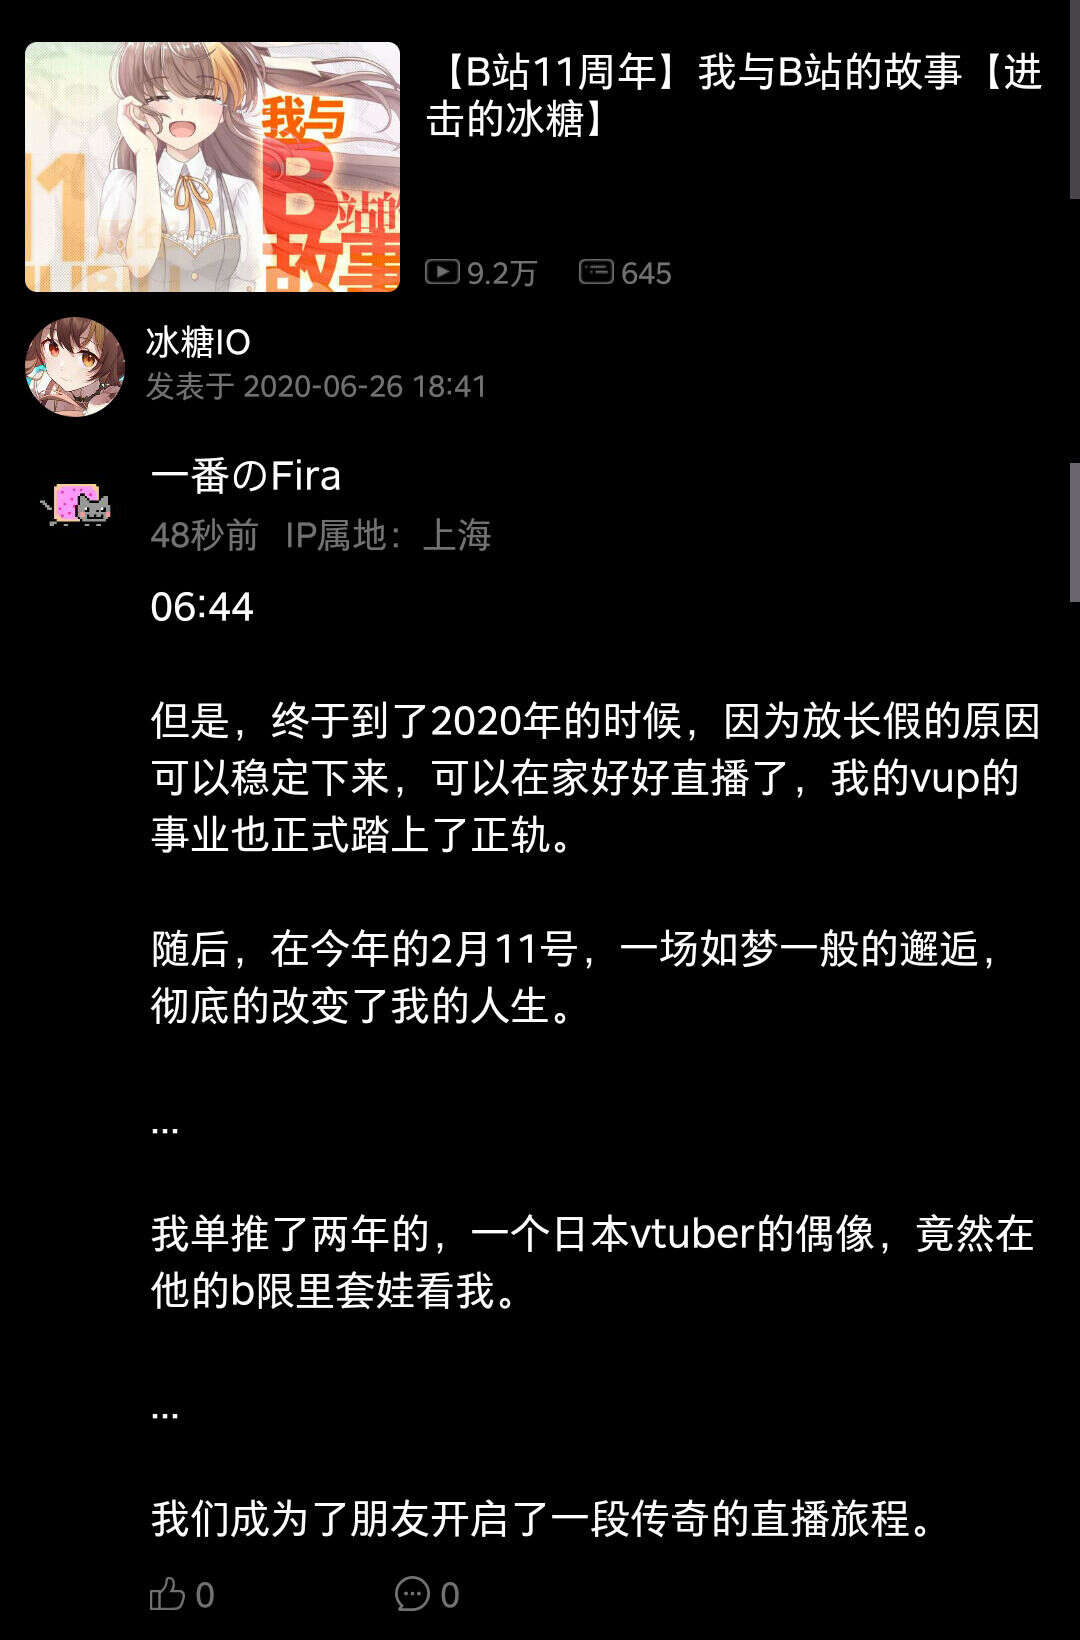 【B站11周年】我与B站的故事【进
击的冰糖】
我与
B
站的
故事
11
9.2万 645
冰糖IO
发表于 2020-06-26 18:41
一番のFira
48秒前 IP属地：上海
06:44
但是，终于到了2020年的时候，因为放长假的原因
可以稳定下来，可以在家好好直播了，我的vup的
事业也正式踏上了正轨。
随后，在今年的2月11号，一场如梦一般的邂逅，
彻底的改变了我的人生。
...
我单推了两年的，一个日本vtuber的偶像，竟然在
他的b限里套娃看我。
...
我们成为了朋友开启了一段传奇的直播旅程。
0 0